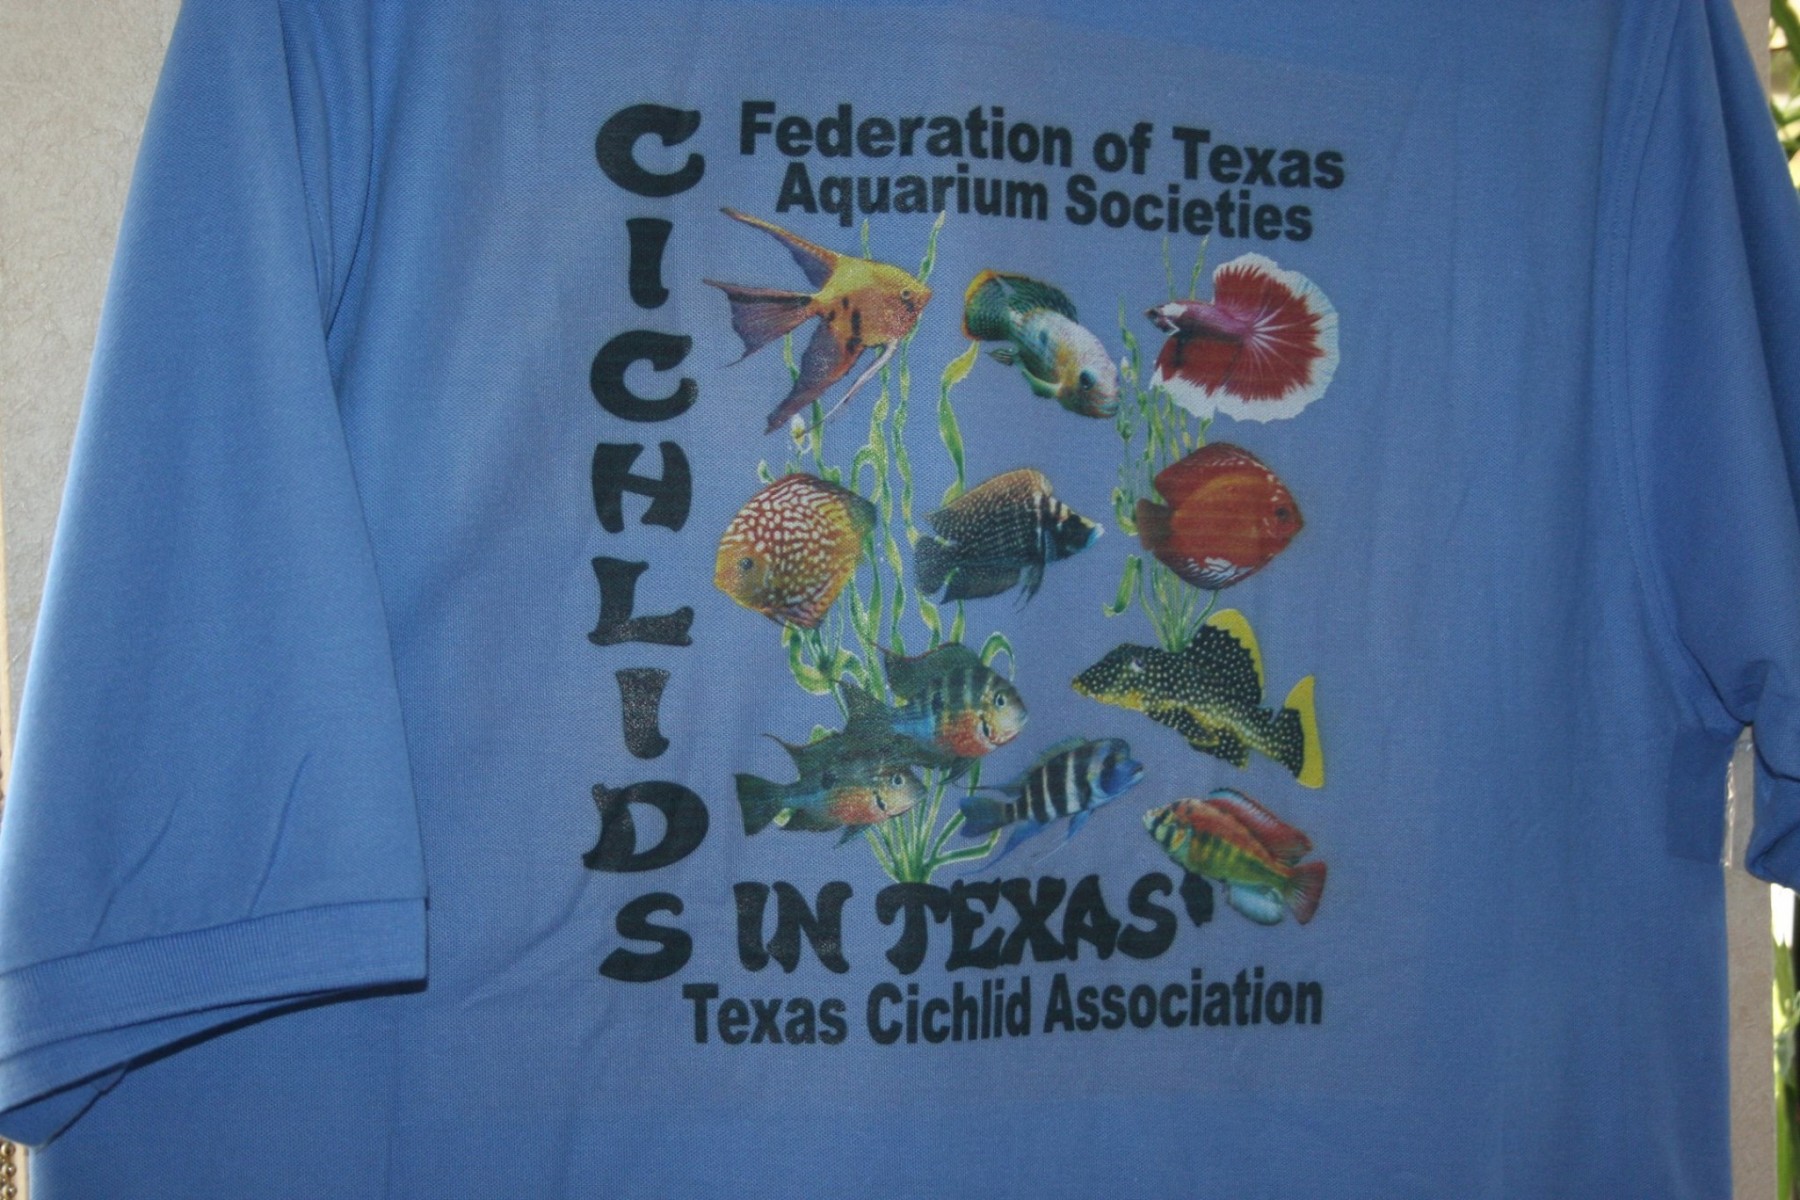 Federation of Texas
Aquarium Societies
CICHLIDS
IN TEXAS'
Texas Cichlid Association